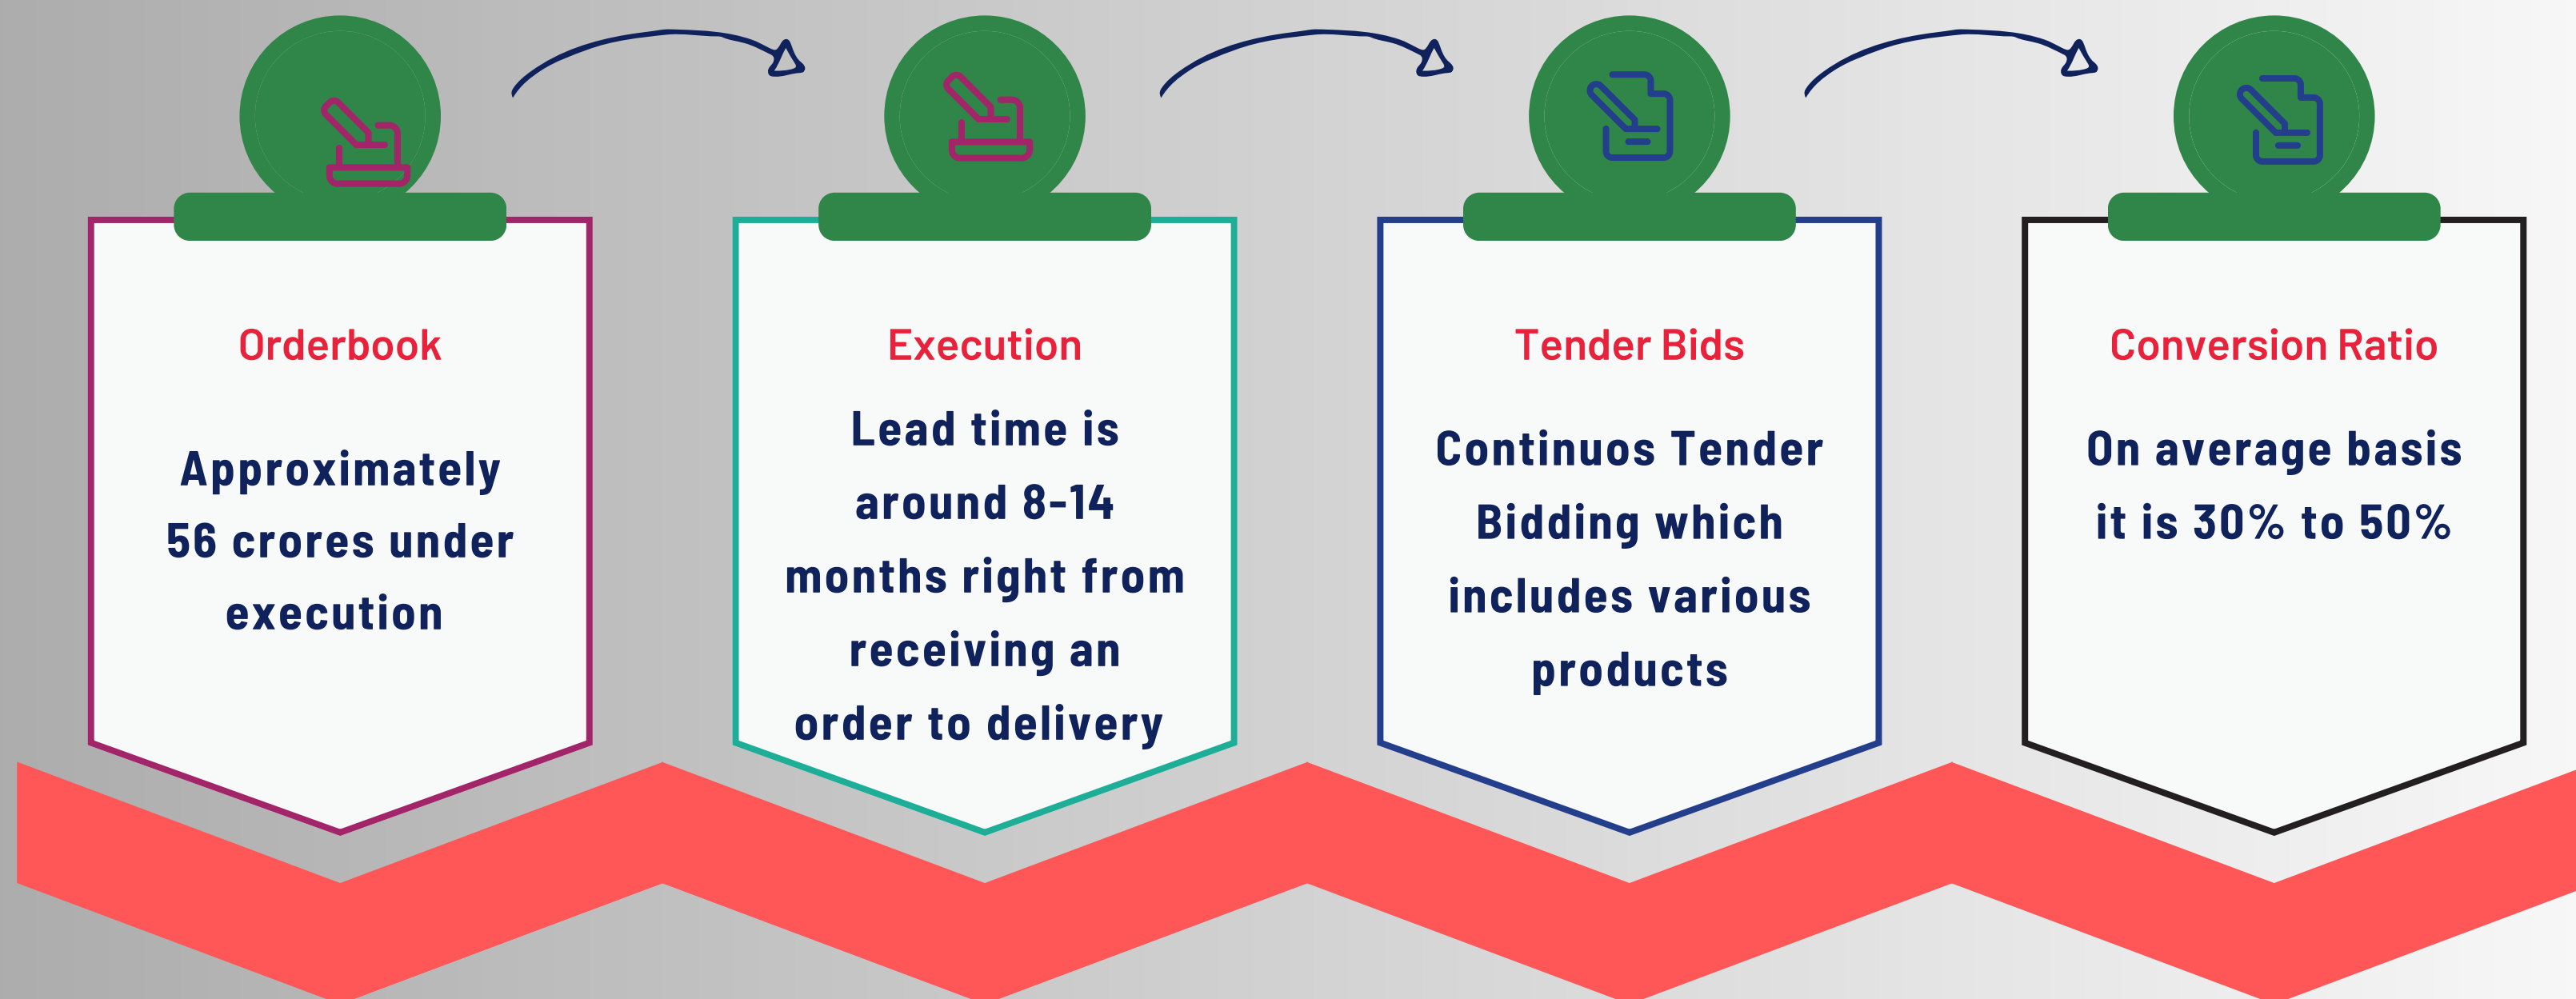 Orderbook
Approximately
56 crores under
execution
Execution
Lead time is
around 8-14
months right from
receiving an
order to delivery
Tender Bids
Continuos Tender
Bidding which
includes various
products
Conversion Ratio
On average basis
it is 30% to 50%